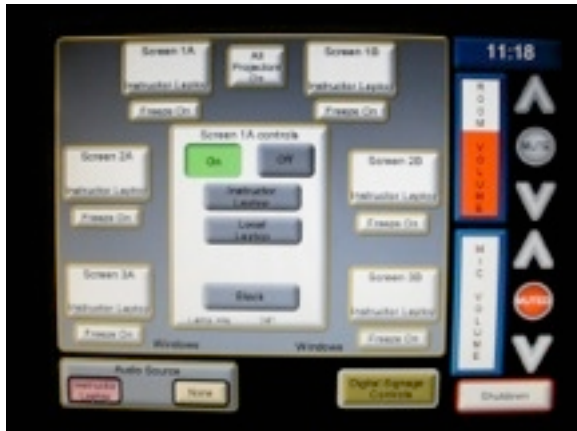 Screen 1A
Instructor Laptop
Freeze On
All
Projectors
On
Screen 1B
Instructor Laptop
Freeze On
11:18
ROOM VOLUME
MUTE
Screen 1A controls
On
Off
Instructor
Laptop
Local
Laptop
Black
Screen 2A
Instructor Laptop
Freeze On
Screen 2B
Instructor Laptop
Freeze On
Screen 3A
Instructor Laptop
Freeze On
Screen 3B
Instructor Laptop
Freeze On
MIC VOLUME
MUTED
Windows
Windows
Audio Source
Instructor
Laptop
None
Digital Signage
Controls
Shutdown